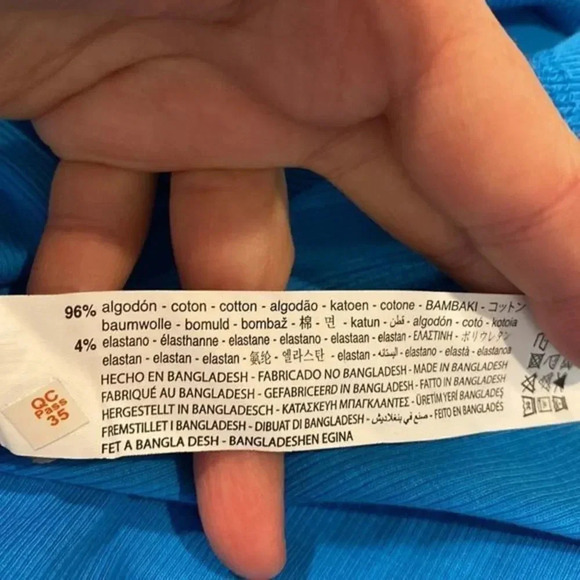 96% algodón - coton - cotton - algodão - katoen - cotone - BAMBAKI - コットン
baumwolle - bomuld - bombaž - 棉 - 면 - katun - قطن - algodón - cotó - kotoia
4% elastano - élasthanne - elastane - elastano - elastaan - elastan - ΕΛΑΣΤΙΝΗ - ポリウレタン
elastan - elastan - elastan - 氨纶 - 엘라스탄 - elastan - الستانه - elastano - elastà - elastanoa
HECHO EN BANGLADESH - FABRICADO NO BANGLADESH - MADE IN BANGLADESH
FABRIQUÉ AU BANGLADESH - GEFABRICEERD IN BANGLADESH - FATTO IN BANGLADESH
HERGESTELLT IN BANGLADESCH - ΚΑΤΑΣΚΕΥΗ ΜΠΑΓΚΛΑΝΤΕΣ - ÜRETİM YERİ BANGLADEŞ
FREMSTILLET I BANGLADESH - DIBUAT DI BANGLADESH - صنع في بنغلاديش - FEITO EN BANGLADÉS
FET A BANGLA DESH - BANGLADESHEN EGINA
QC
Pass
35